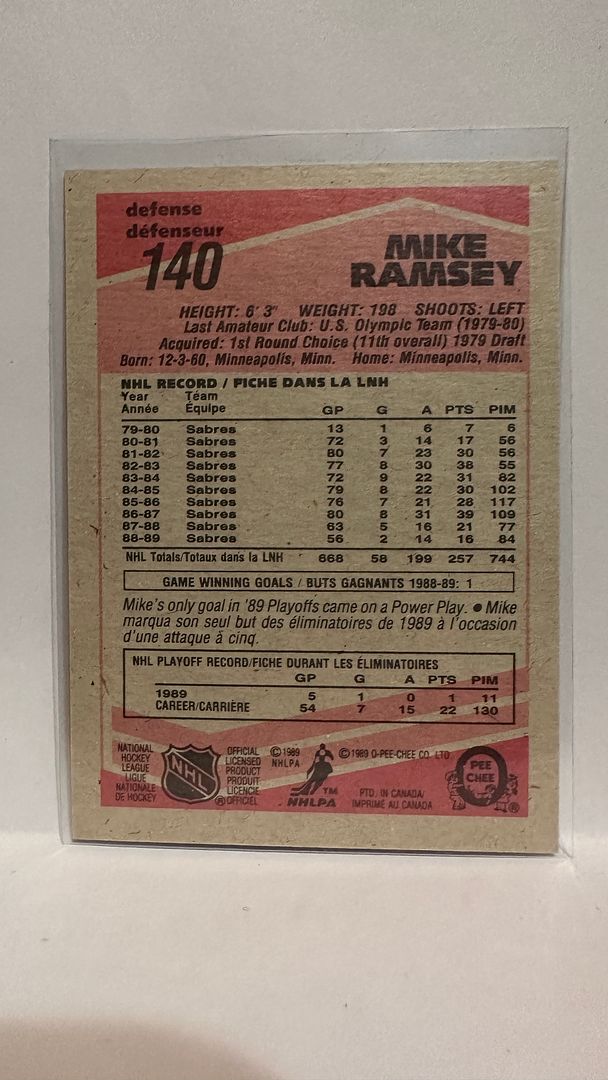 defense
défenseur
140
MIKE
RAMSEY
HEIGHT: 6' 3" WEIGHT: 198 SHOOTS: LEFT
Last Amateur Club: U.S. Olympic Team (1979-80)
Acquired: 1st Round Choice (11th overall) 1979 Draft
Born: 12-3-60, Minneapolis, Minn. Home: Minneapolis, Minn.
NHL RECORD / FICHE DANS LA LNH
Year Team
Année Équipe GP G A PTS PIM
79-80 Sabres 13 1 6 7 6
80-81 Sabres 72 3 14 17 56
81-82 Sabres 80 7 23 30 56
82-83 Sabres 77 8 30 38 55
83-84 Sabres 72 9 22 31 82
84-85 Sabres 79 8 22 30 102
85-86 Sabres 76 7 21 28 117
86-87 Sabres 80 8 31 39 109
87-88 Sabres 63 5 16 21 77
88-89 Sabres 56 2 14 16 84
NHL Totals/Totaux dans la LNH 668 58 199 257 744
GAME WINNING GOALS / BUTS GAGNANTS 1988-89: 1
Mike's only goal in '89 Playoffs came on a Power Play. ● Mike
marqua son seul but des éliminatoires de 1989 à l'occasion
d'une attaque à cinq.
NHL PLAYOFF RECORD/FICHE DURANT LES ÉLIMINATOIRES
GP G A PTS PIM
1989 5 1 0 1 11
CAREER/CARRIÈRE 54 7 15 22 130
NATIONAL
HOCKEY
LEAGUE
LIGUE
NATIONALE
DE HOCKEY
NHL
OFFICIAL
LICENSED
PRODUCT
PRODUIT
LICENCIE
®OFFICIEL
©1989
NHLPA
TM
NHLPA
©1989 O-PEE-CHEE CO. LTD.
PTD. IN CANADA/
IMPRIMÉ AU CANADA
O
PEE
CHEE
®